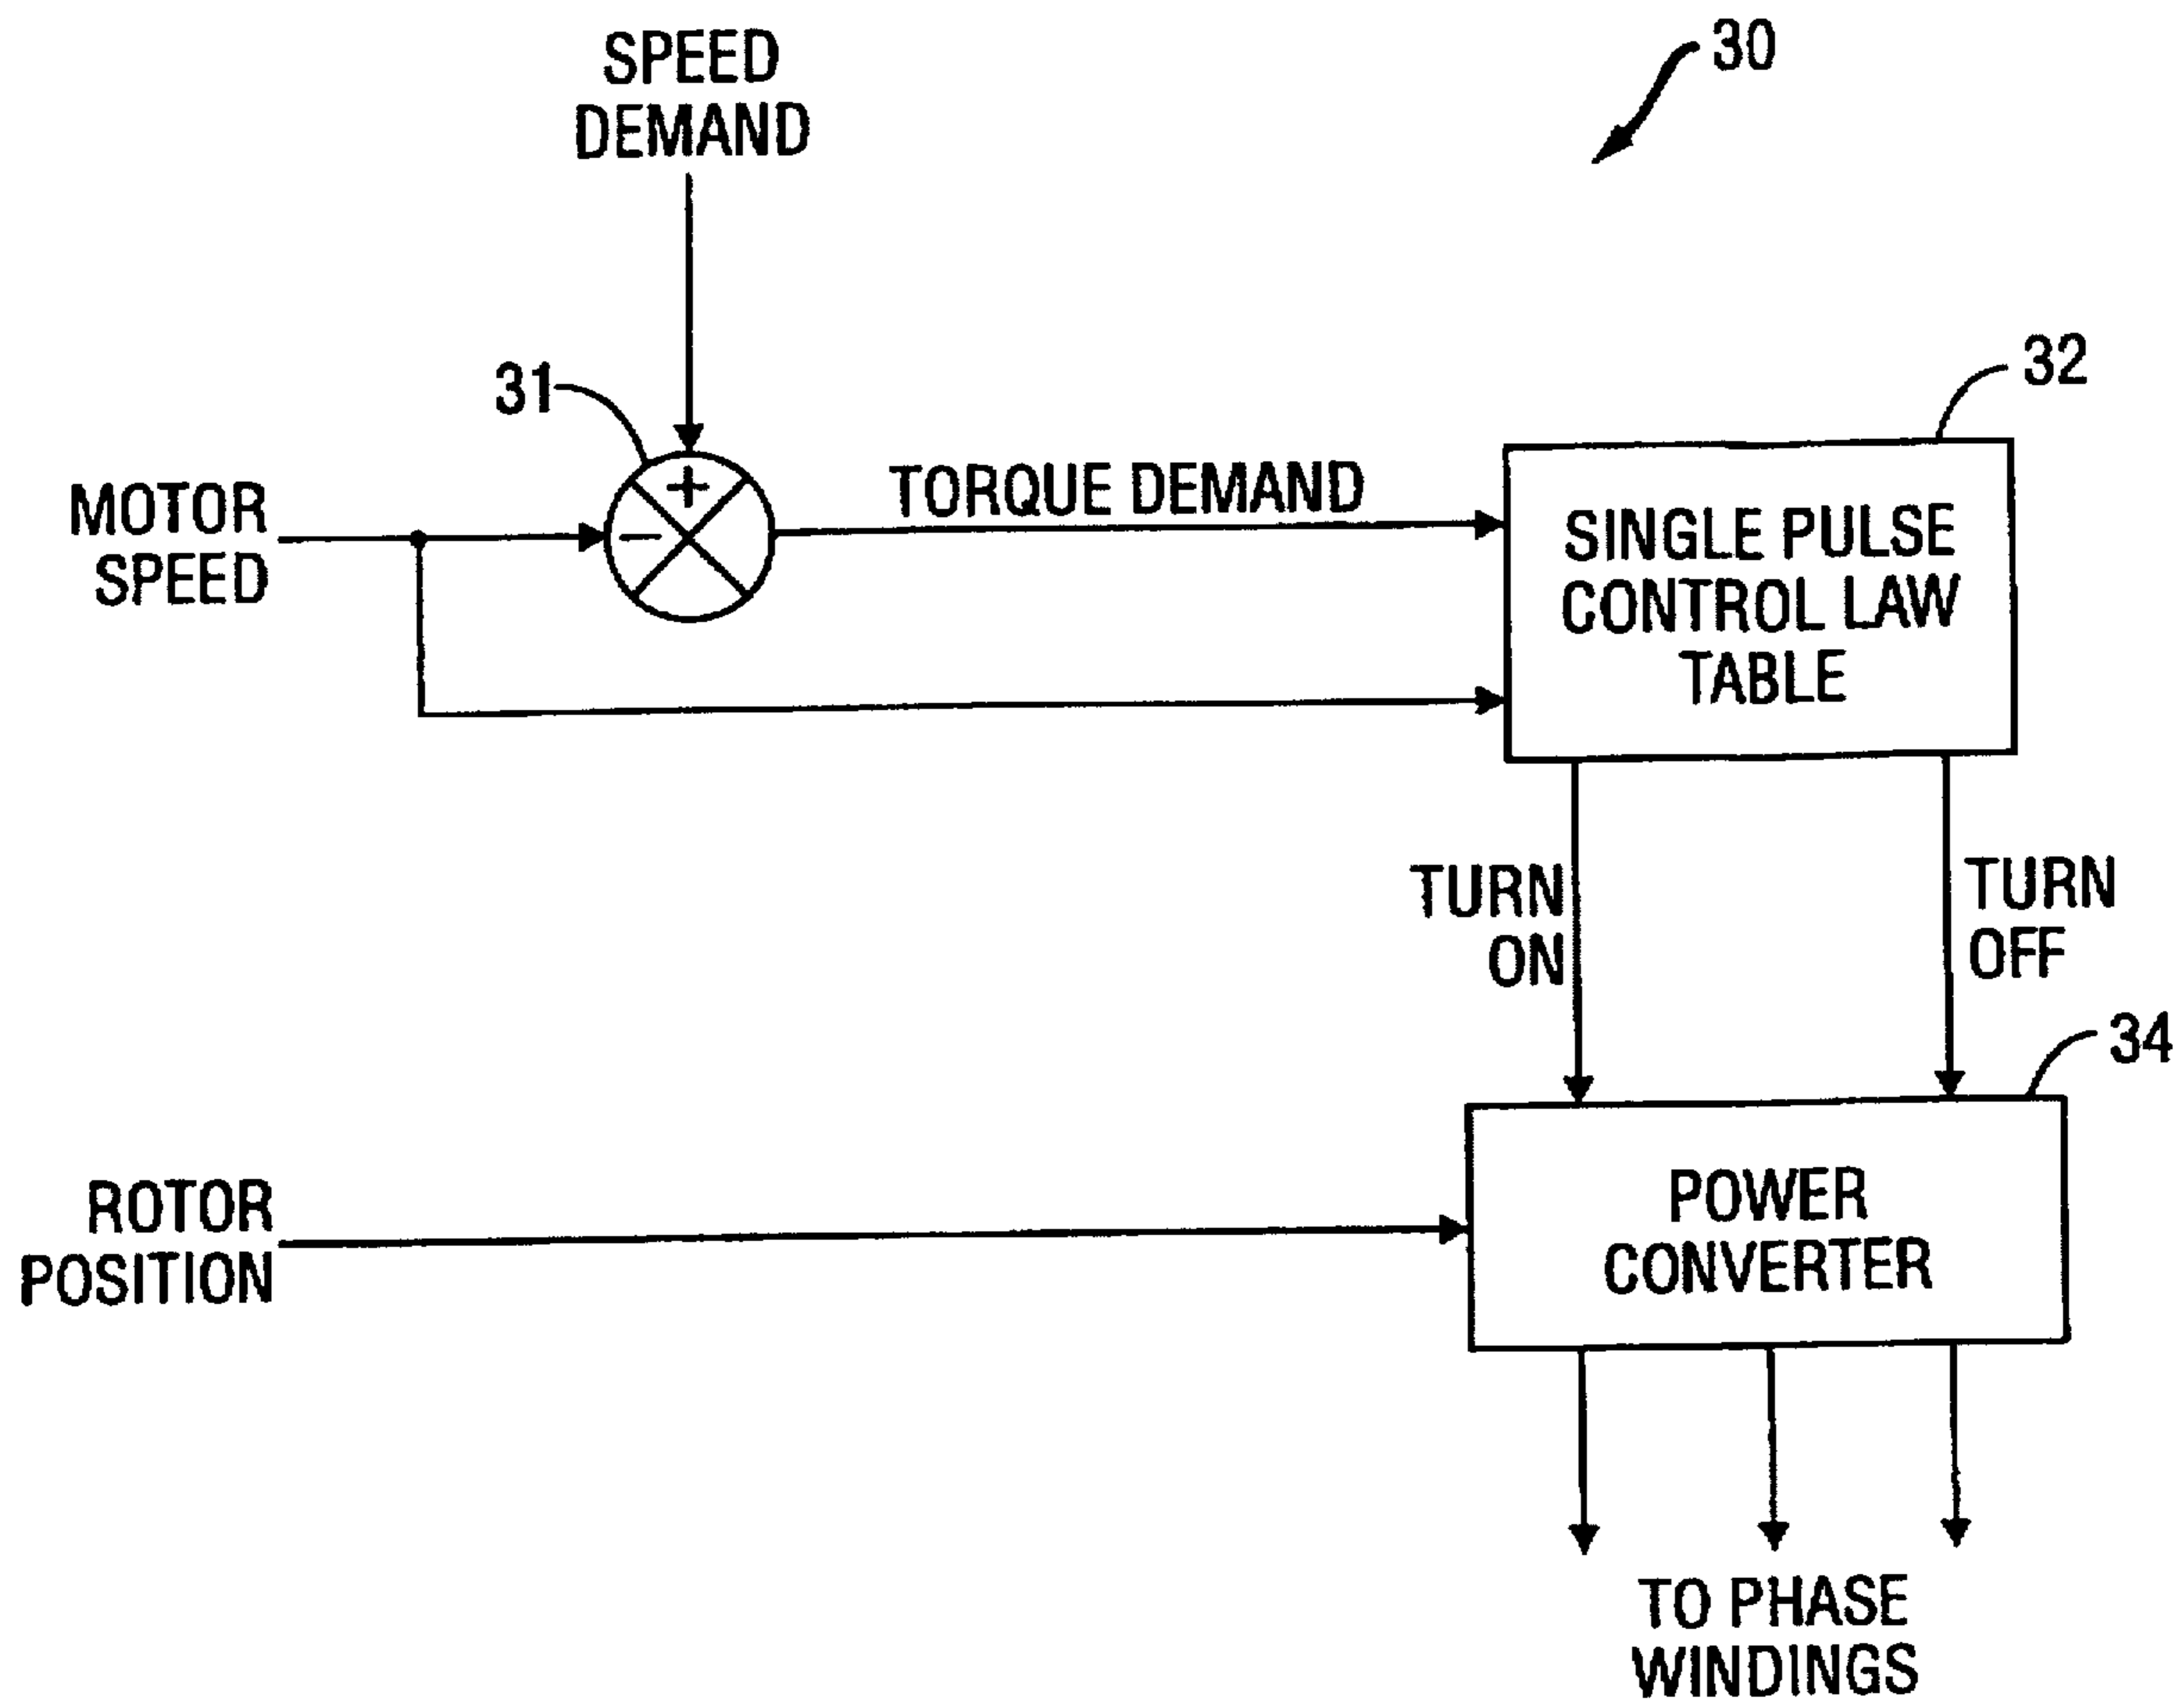 SPEED
DEMAND
30
31
32
MOTOR
SPEED
+
−
TORQUE DEMAND
SINGLE PULSE
CONTROL LAW
TABLE
TURN
ON
TURN
OFF
34
ROTOR
POSITION
POWER
CONVERTER
TO PHASE
WINDINGS